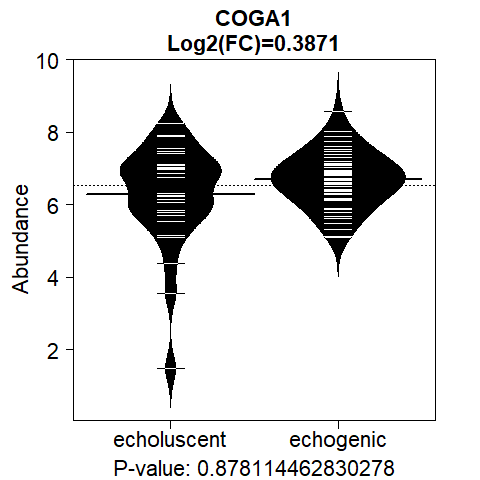 COGA1
Log2(FC)=0.3871
10
8
6
4
2
Abundance
echoluscent echogenic
P-value: 0.878114462830278